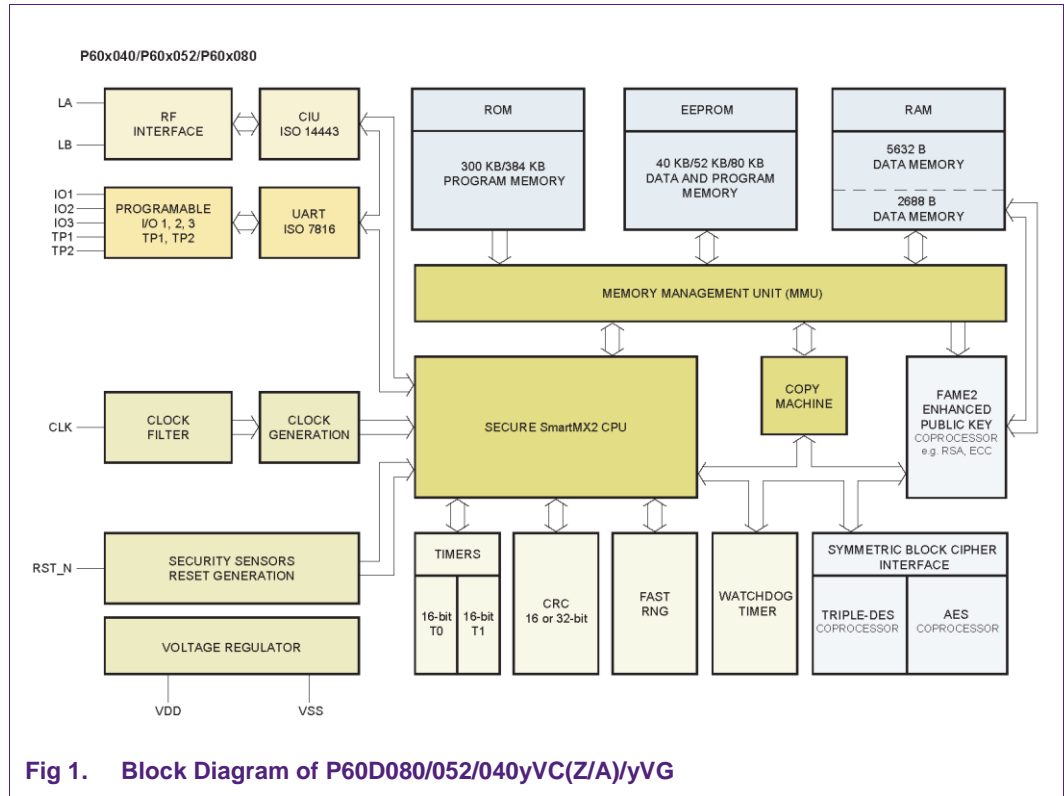 P60x040/P60x052/P60x080
LA
LB
RF
INTERFACE
CIU
ISO 14443
IO1
IO2
IO3
TP1
TP2
PROGRAMABLE
I/O 1, 2, 3
TP1, TP2
UART
ISO 7816
ROM
300 KB/384 KB
PROGRAM MEMORY
EEPROM
40 KB/52 KB/80 KB
DATA AND PROGRAM
MEMORY
RAM
5632 B
DATA MEMORY
2688 B
DATA MEMORY
MEMORY MANAGEMENT UNIT (MMU)
CLK
CLOCK
FILTER
CLOCK
GENERATION
SECURE SmartMX2 CPU
COPY
MACHINE
FAME2
ENHANCED
PUBLIC KEY
COPROCESSOR
e.g. RSA, ECC
RST_N
SECURITY SENSORS
RESET GENERATION
VOLTAGE REGULATOR
VDD
VSS
TIMERS
16-bit
T0
16-bit
T1
CRC
16 or 32-bit
FAST
RNG
WATCHDOG
TIMER
SYMMETRIC BLOCK CIPHER
INTERFACE
TRIPLE-DES
COPROCESSOR
AES
COPROCESSOR
Fig 1. Block Diagram of P60D080/052/040yVC(Z/A)/yVG